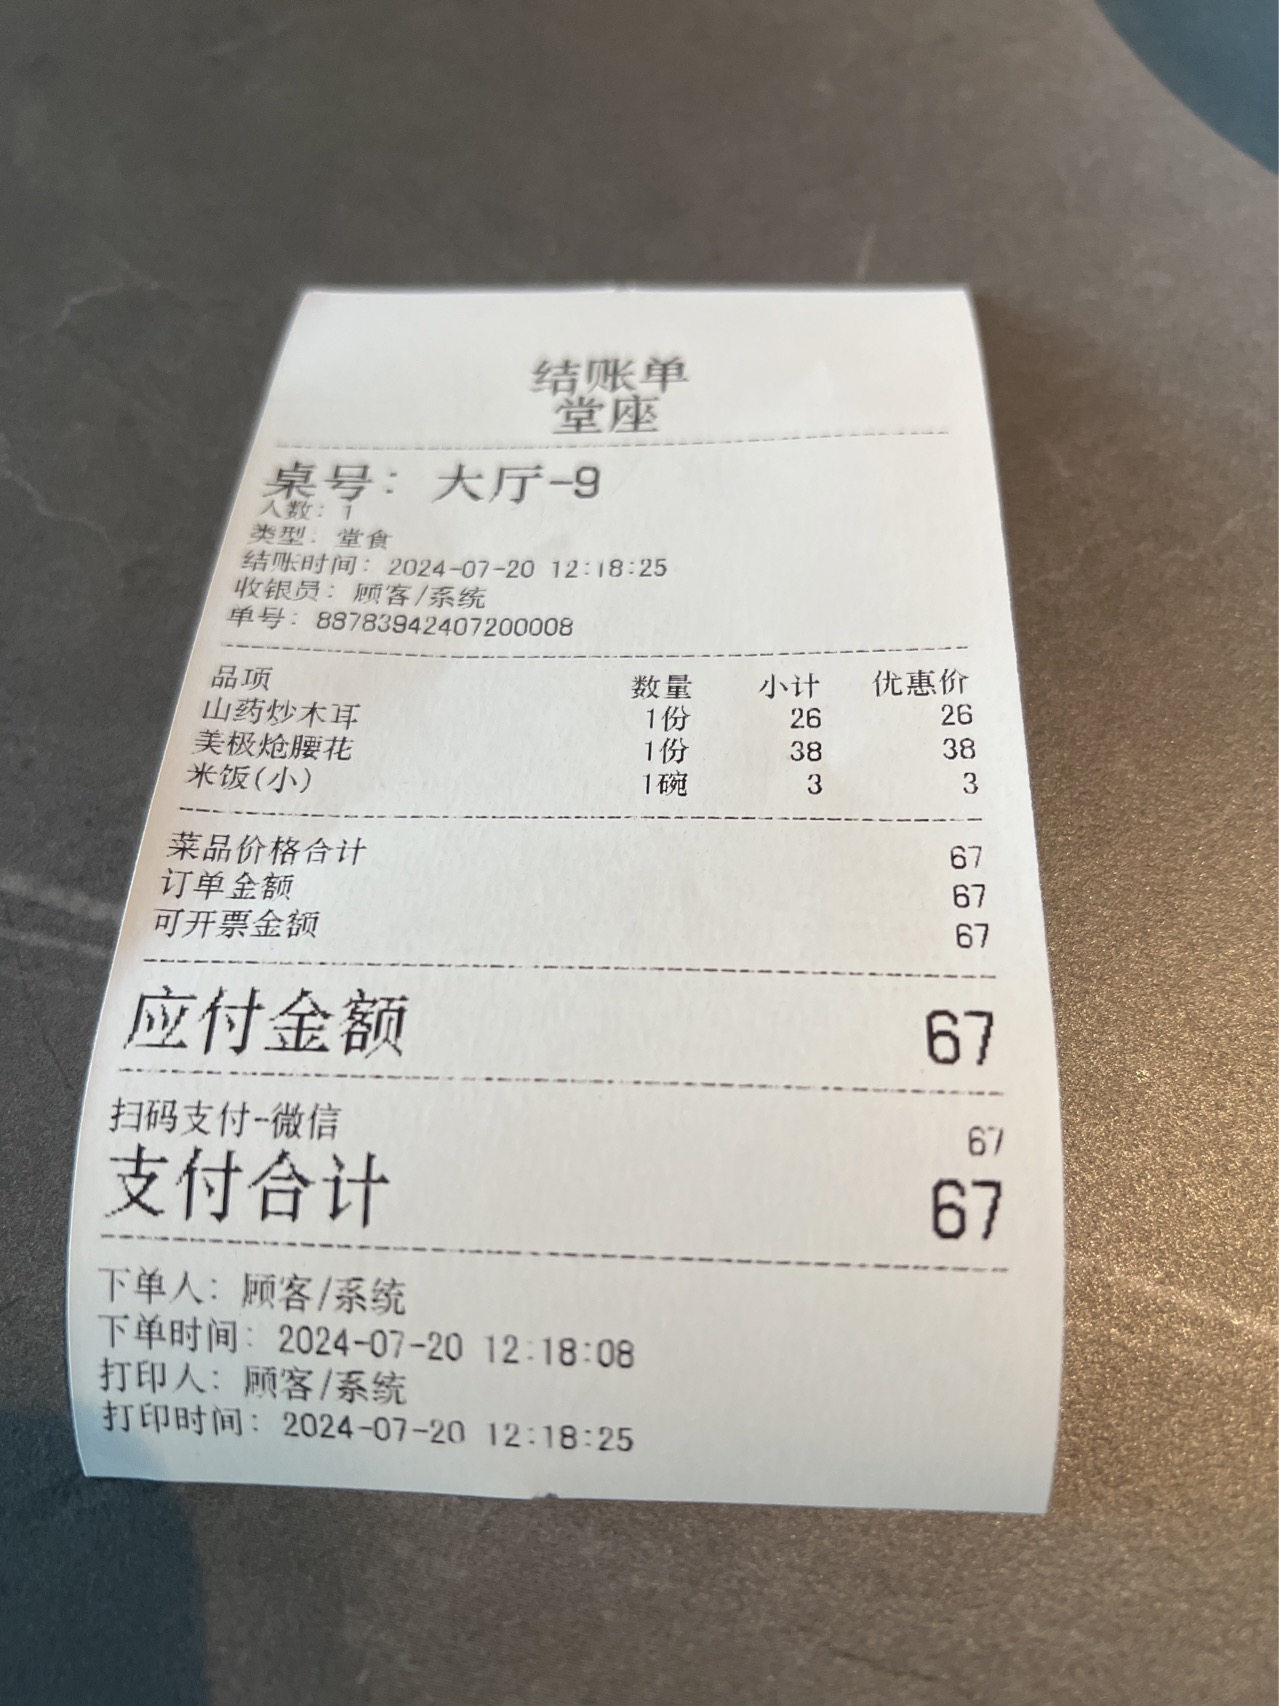 结账单
堂座
桌号: 大厅-9
人数: 1
类型: 堂食
结账时间: 2024-07-20 12:18:25
收银员: 顾客/系统
单号: 88783942407200008
品项 数量 小计 优惠价
山药炒木耳 1份 26 26
美极炝腰花 1份 38 38
米饭(小) 1碗 3 3
菜品价格合计 67
订单金额 67
可开票金额 67
应付金额 67
扫码支付-微信 67
支付合计 67
下单人: 顾客/系统
下单时间: 2024-07-20 12:18:08
打印人: 顾客/系统
打印时间: 2024-07-20 12:18:25